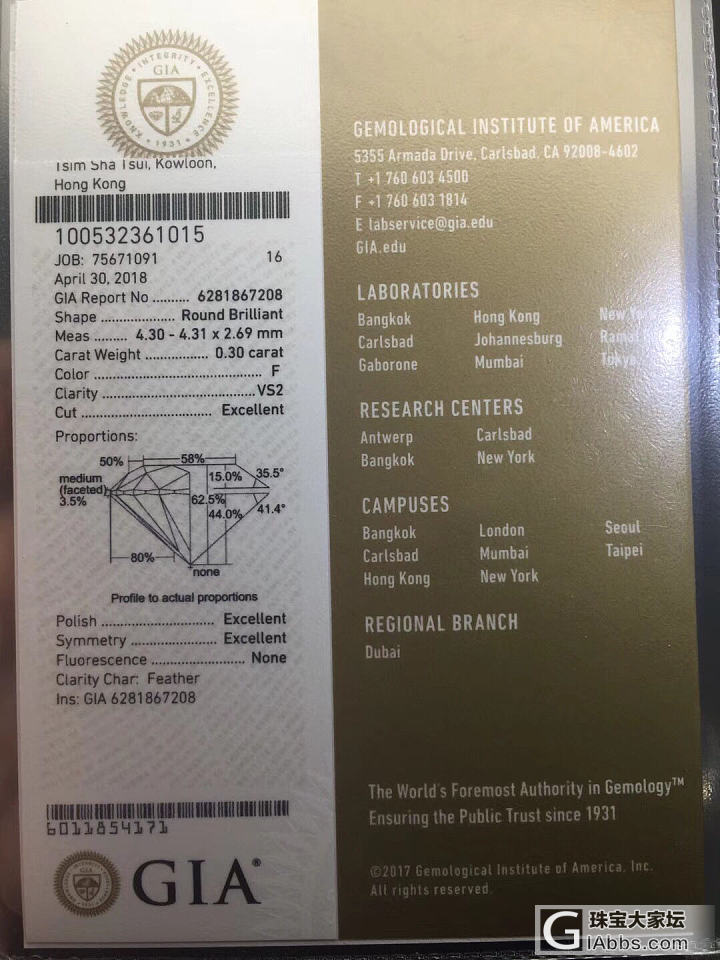 KNOWLEDGE • INTEGRITY • EXCELLENCE
GIA
1931
Tsim Sha Tsui, Kowloon,
Hong Kong
100532361015
JOB: 75671091 16
April 30, 2018
GIA Report No .......... 6281867208
Shape .................... Round Brilliant
Meas ........ 4.30 - 4.31 x 2.69 mm
Carat Weight ................. 0.30 carat
Color .............................................. F
Clarity ........................................ VS2
Cut ................................... Excellent
Proportions:
50% 58%
15.0% 35.5°
medium
(faceted)
3.5%
62.5%
44.0% 41.4°
80%
none
Profile to actual proportions
Polish .............................. Excellent
Symmetry ....................... Excellent
Fluorescence ......................... None
Clarity Char: Feather
Ins: GIA 6281867208
6011854171
GIA®
GEMOLOGICAL INSTITUTE OF AMERICA
5355 Armada Drive, Carlsbad, CA 92008-4602
T +1 760 603 4500
F +1 760 603 1814
E labservice@gia.edu
GIA.edu
LABORATORIES
Bangkok Hong Kong New
Carlsbad Johannesburg
Gaborone Mumbai Tokyo
RESEARCH CENTERS
Antwerp Carlsbad
Bangkok New York
CAMPUSES
Bangkok London Seoul
Carlsbad Mumbai Taipei
Hong Kong New York
REGIONAL BRANCH
Dubai
The World's Foremost Authority in Gemology™
Ensuring the Public Trust since 1931
©2017 Gemological Institute of America, Inc.
All rights reserved.
G 珠宝大家坛
GIAbbs.com